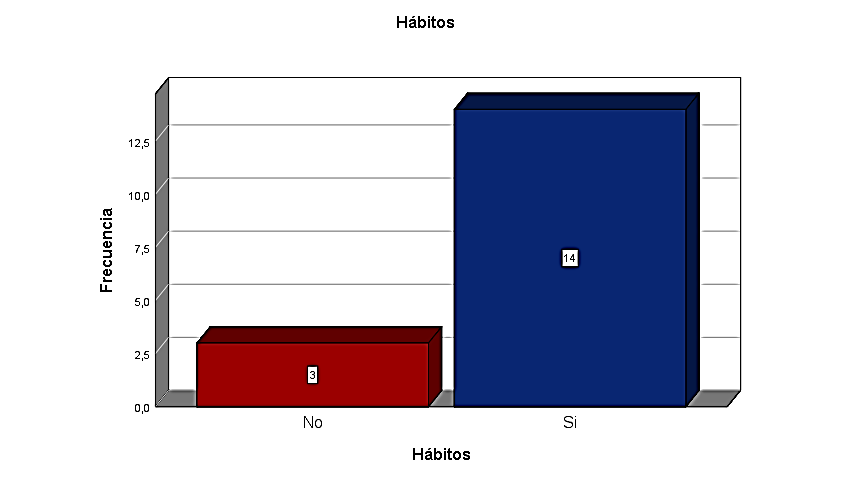 Hábitos
Frecuencia
12,5
10,0
7,5
5,0
2,5
0,0
14
3
No
Si
Hábitos